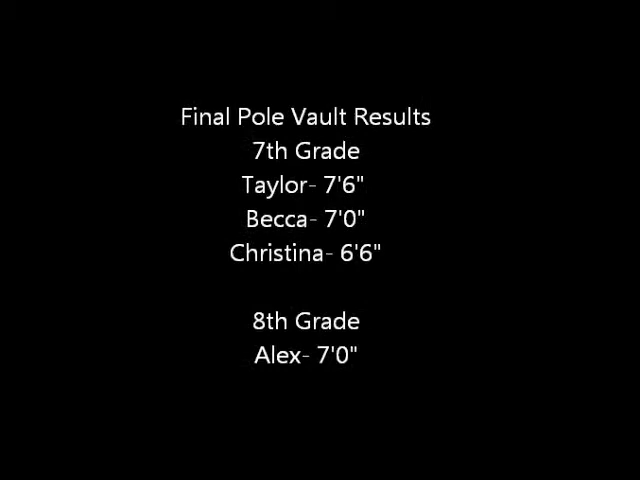 Final Pole Vault Results
7th Grade
Taylor- 7'6"
Becca- 7'0"
Christina- 6'6"
8th Grade
Alex- 7'0"